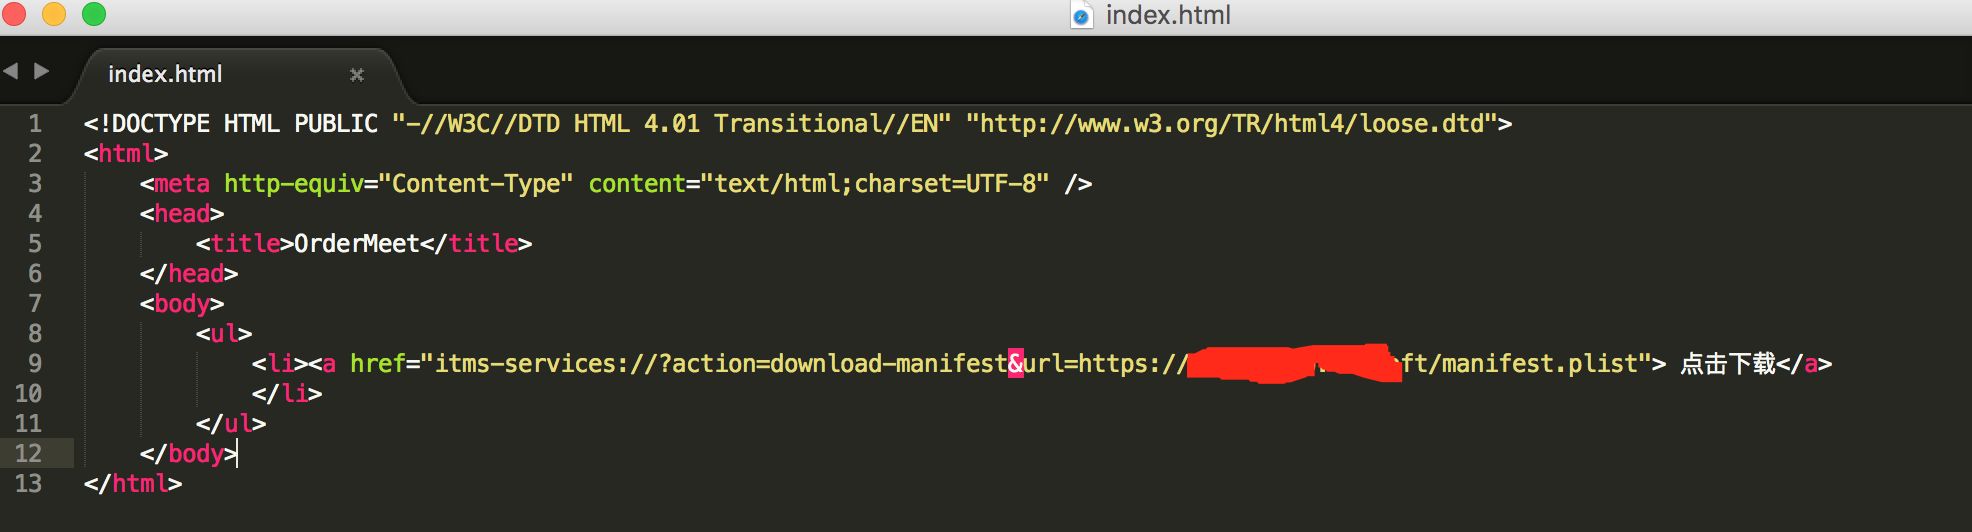 index.html
index.html
1 <!DOCTYPE HTML PUBLIC "-//W3C//DTD HTML 4.01 Transitional//EN" "http://www.w3.org/TR/html4/loose.dtd">
2 <html>
3 <meta http-equiv="Content-Type" content="text/html;charset=UTF-8" />
4 <head>
5 <title>OrderMeet</title>
6 </head>
7 <body>
8 <ul>
9 <li><a href="itms-services://?action=download-manifest&url=https:// ft/manifest.plist"> 点击下载</a>
10 </li>
11 </ul>
12 </body>
13 </html>